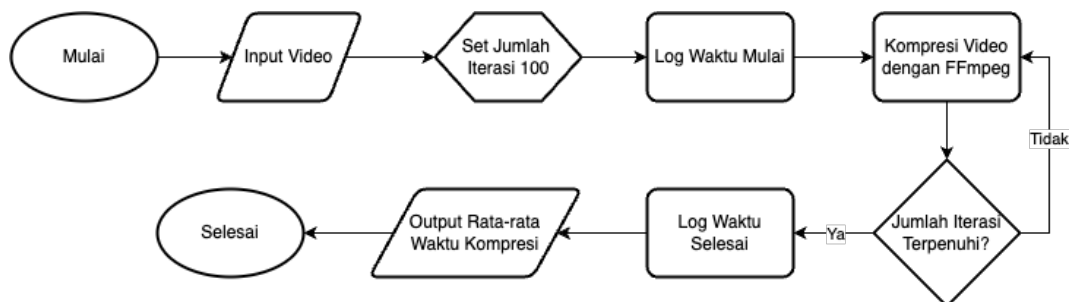 Mulai
Input Video
Set Jumlah
Iterasi 100
Log Waktu Mulai
Kompresi Video
dengan FFmpeg
Tidak
Jumlah Iterasi
Terpenuhi?
Ya
Log Waktu
Selesai
Output Rata-rata
Waktu Kompresi
Selesai